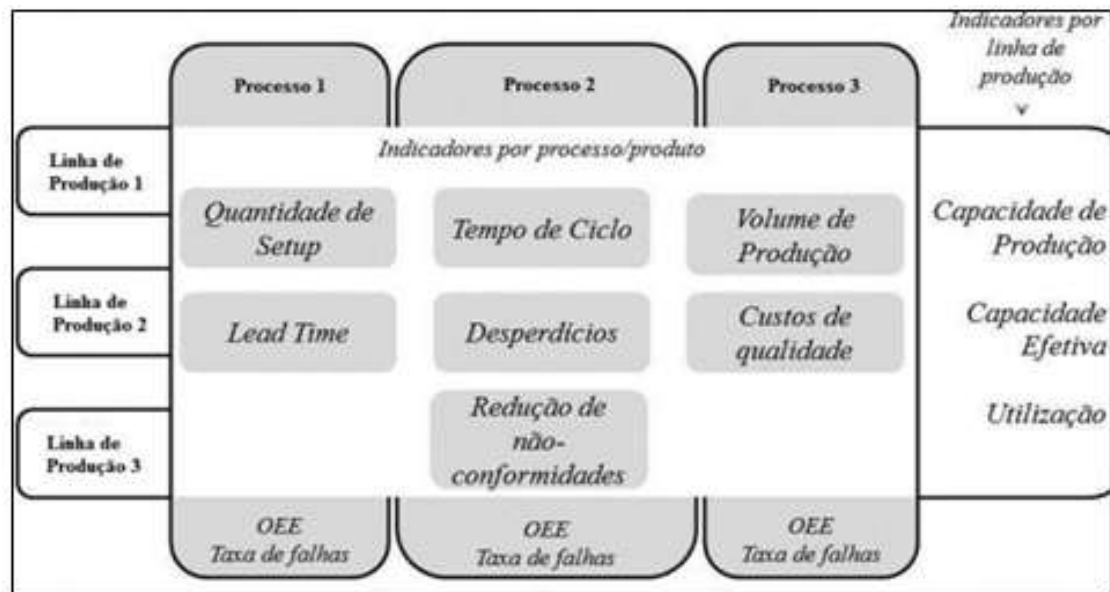 Indicadores por
linha de
produção
Processo 1
Processo 2
Processo 3
Indicadores por processo/produto
Linha de
Produção 1
Quantidade de
Setup
Tempo de Ciclo
Volume de
Produção
Capacidade de
Produção
Linha de
Produção 2
Lead Time
Desperdícios
Custos de
qualidade
Capacidade
Efetiva
Linha de
Produção 3
Redução de
não-
conformidades
Utilização
OEE
Taxa de falhas
OEE
Taxa de falhas
OEE
Taxa de falhas